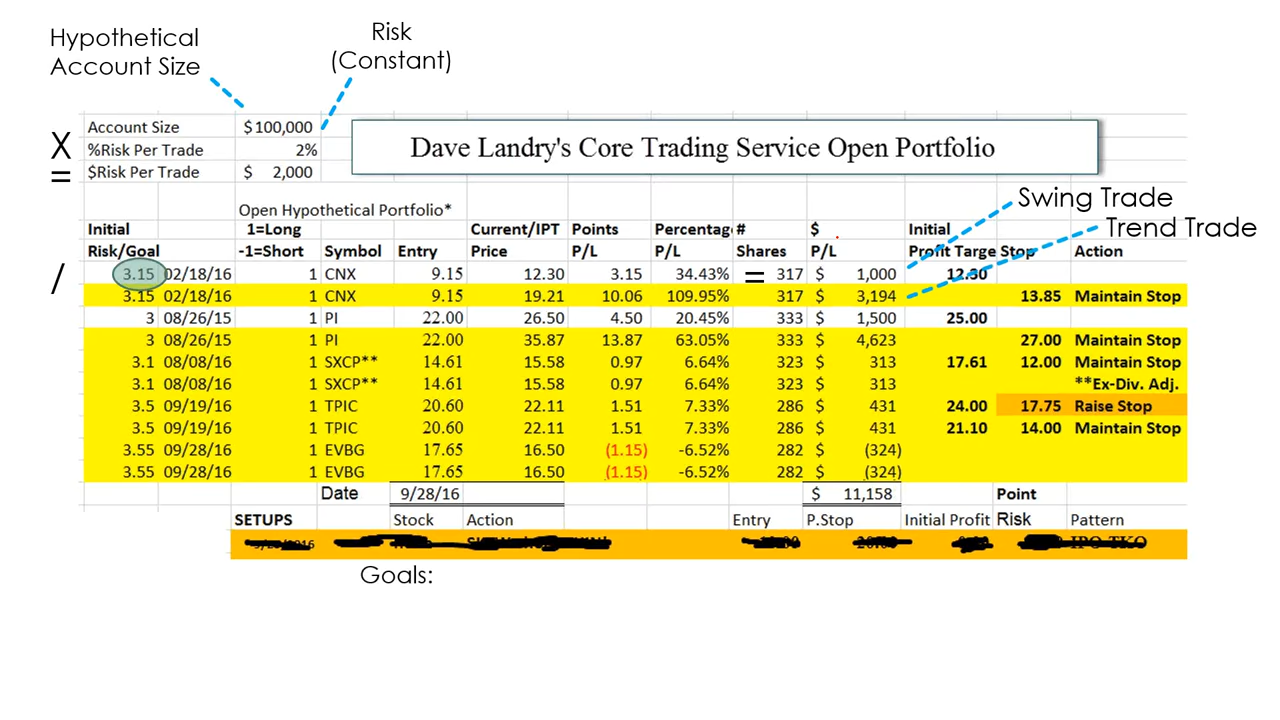 Hypothetical
Account Size
Risk
(Constant)
X
=
Account Size $100,000
%Risk Per Trade 2%
$Risk Per Trade $ 2,000
Dave Landry's Core Trading Service Open Portfolio
Swing Trade
Trend Trade
Open Hypothetical Portfolio*
Initial 1=Long Current/IPT Points Percentag # $ Initial
Risk/Goal -1=Short Symbol Entry Price P/L P/L Shares P/L Profit Targe Stop Action
/ 3.15 02/18/16 1 CNX 9.15 12.30 3.15 34.43% = 317 $ 1,000 12.30
3.15 02/18/16 1 CNX 9.15 19.21 10.06 109.95% 317 $ 3,194 13.85 Maintain Stop
3 08/26/15 1 PI 22.00 26.50 4.50 20.45% 333 $ 1,500 25.00
3 08/26/15 1 PI 22.00 35.87 13.87 63.05% 333 $ 4,623 27.00 Maintain Stop
3.1 08/08/16 1 SXCP** 14.61 15.58 0.97 6.64% 323 $ 313 17.61 12.00 Maintain Stop
3.1 08/08/16 1 SXCP** 14.61 15.58 0.97 6.64% 323 $ 313 **Ex-Div. Adj.
3.5 09/19/16 1 TPIC 20.60 22.11 1.51 7.33% 286 $ 431 24.00 17.75 Raise Stop
3.5 09/19/16 1 TPIC 20.60 22.11 1.51 7.33% 286 $ 431 21.10 14.00 Maintain Stop
3.55 09/28/16 1 EVBG 17.65 16.50 (1.15) -6.52% 282 $ (324)
3.55 09/28/16 1 EVBG 17.65 16.50 (1.15) -6.52% 282 $ (324)
Date 9/28/16 $ 11,158 Point
SETUPS Stock Action Entry P.Stop Initial Profit Risk Pattern
IPO TKO
Goals: